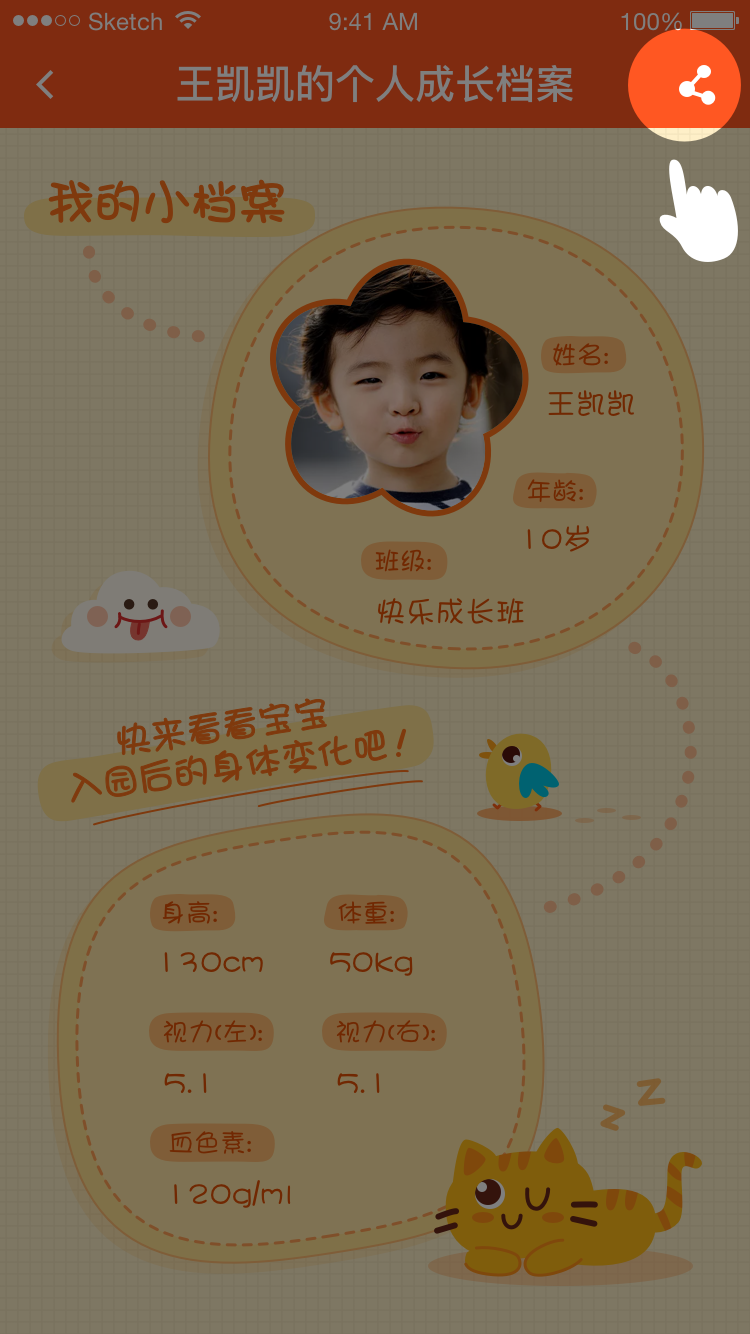 Sketch 9:41 AM 100%
王凯凯的个人成长档案
我的小档案
姓名:
王凯凯
年龄:
10岁
班级:
快乐成长班
快来看看宝宝
入园后的身体变化吧!
身高: 体重:
130cm 50kg
视力(左): 视力(右):
5.1 5.1
血色素:
120g/ml
z z